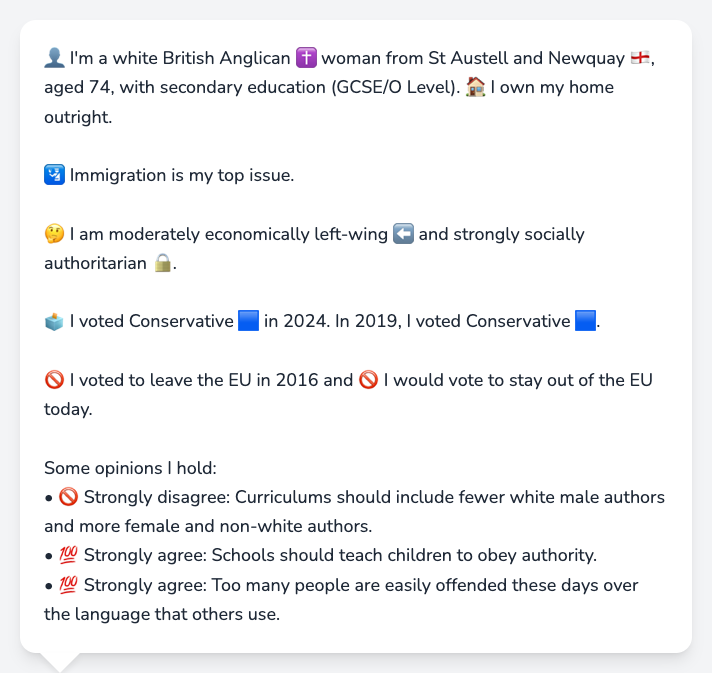 👤 I'm a white British Anglican ✝️ woman from St Austell and Newquay 🏴󠁧󠁢󠁥󠁮󠁧󠁿,
aged 74, with secondary education (GCSE/O Level). 🏠 I own my home
outright.
🛂 Immigration is my top issue.
🤔 I am moderately economically left-wing ⬅️ and strongly socially
authoritarian 🔒.
🗳️ I voted Conservative 🟦 in 2024. In 2019, I voted Conservative 🟦.
🚫 I voted to leave the EU in 2016 and 🚫 I would vote to stay out of the EU
today.
Some opinions I hold:
• 🚫 Strongly disagree: Curriculums should include fewer white male authors
and more female and non-white authors.
• 💯 Strongly agree: Schools should teach children to obey authority.
• 💯 Strongly agree: Too many people are easily offended these days over
the language that others use.